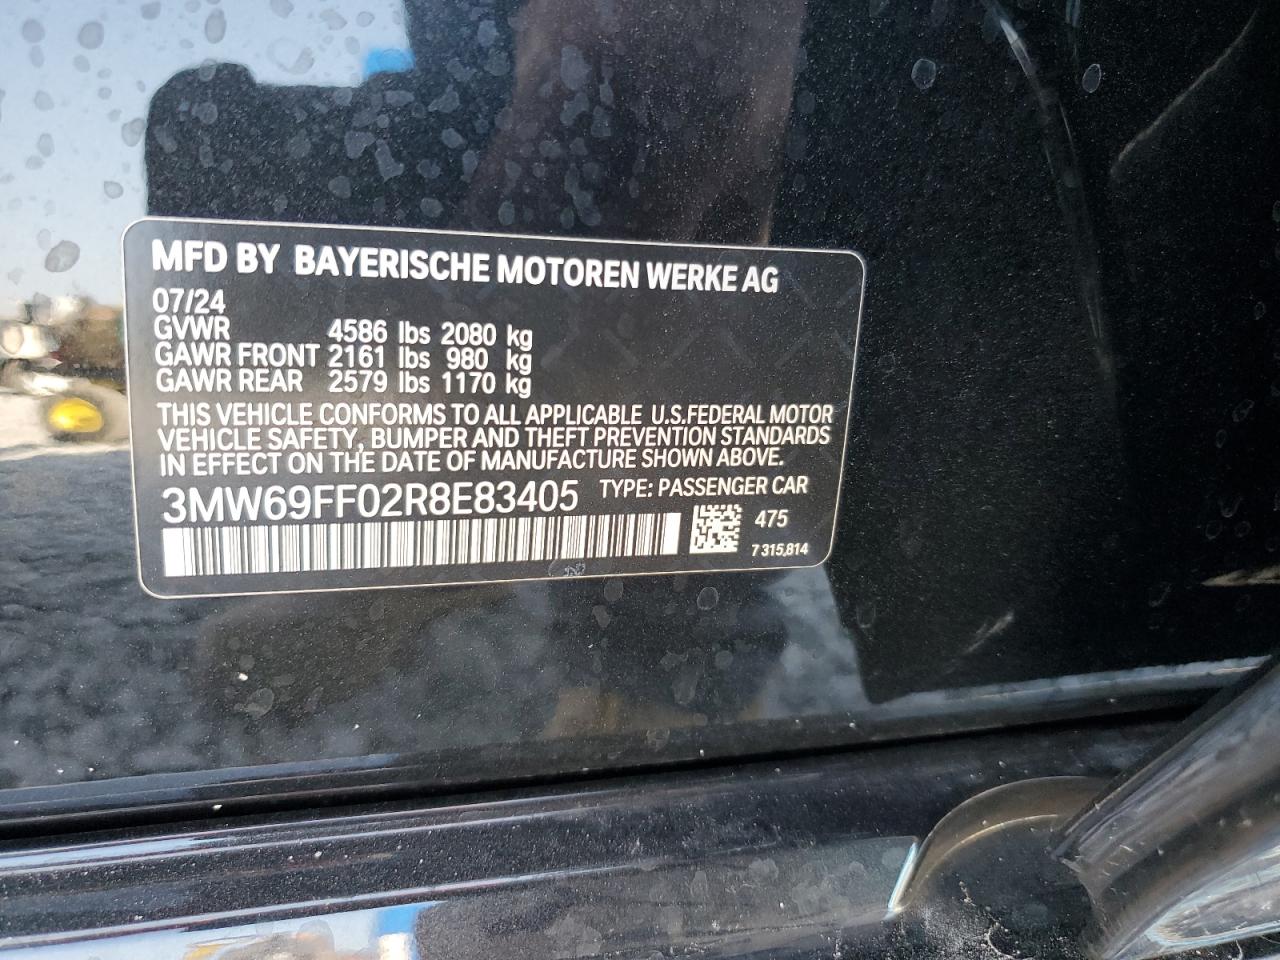 MFD BY BAYERISCHE MOTOREN WERKE AG
07/24
GVWR 4586 lbs 2080 kg
GAWR FRONT 2161 lbs 980 kg
GAWR REAR 2579 lbs 1170 kg
THIS VEHICLE CONFORMS TO ALL APPLICABLE U.S.FEDERAL MOTOR
VEHICLE SAFETY, BUMPER AND THEFT PREVENTION STANDARDS
IN EFFECT ON THE DATE OF MANUFACTURE SHOWN ABOVE.
3MW69FF02R8E83405 TYPE: PASSENGER CAR
475
7 315,814